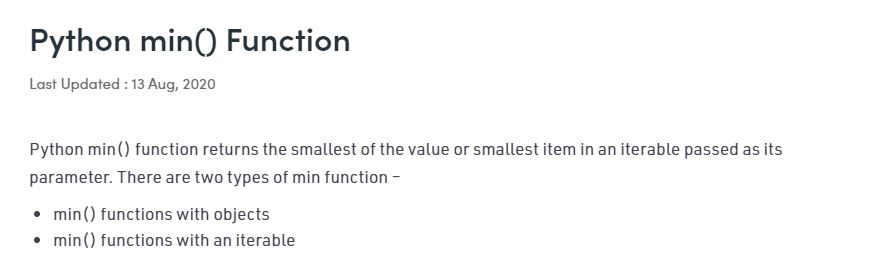 Python min() Function
Last Updated : 13 Aug, 2020
Python min() function returns the smallest of the value or smallest item in an iterable passed as its
parameter. There are two types of min function –
• min() functions with objects
• min() functions with an iterable